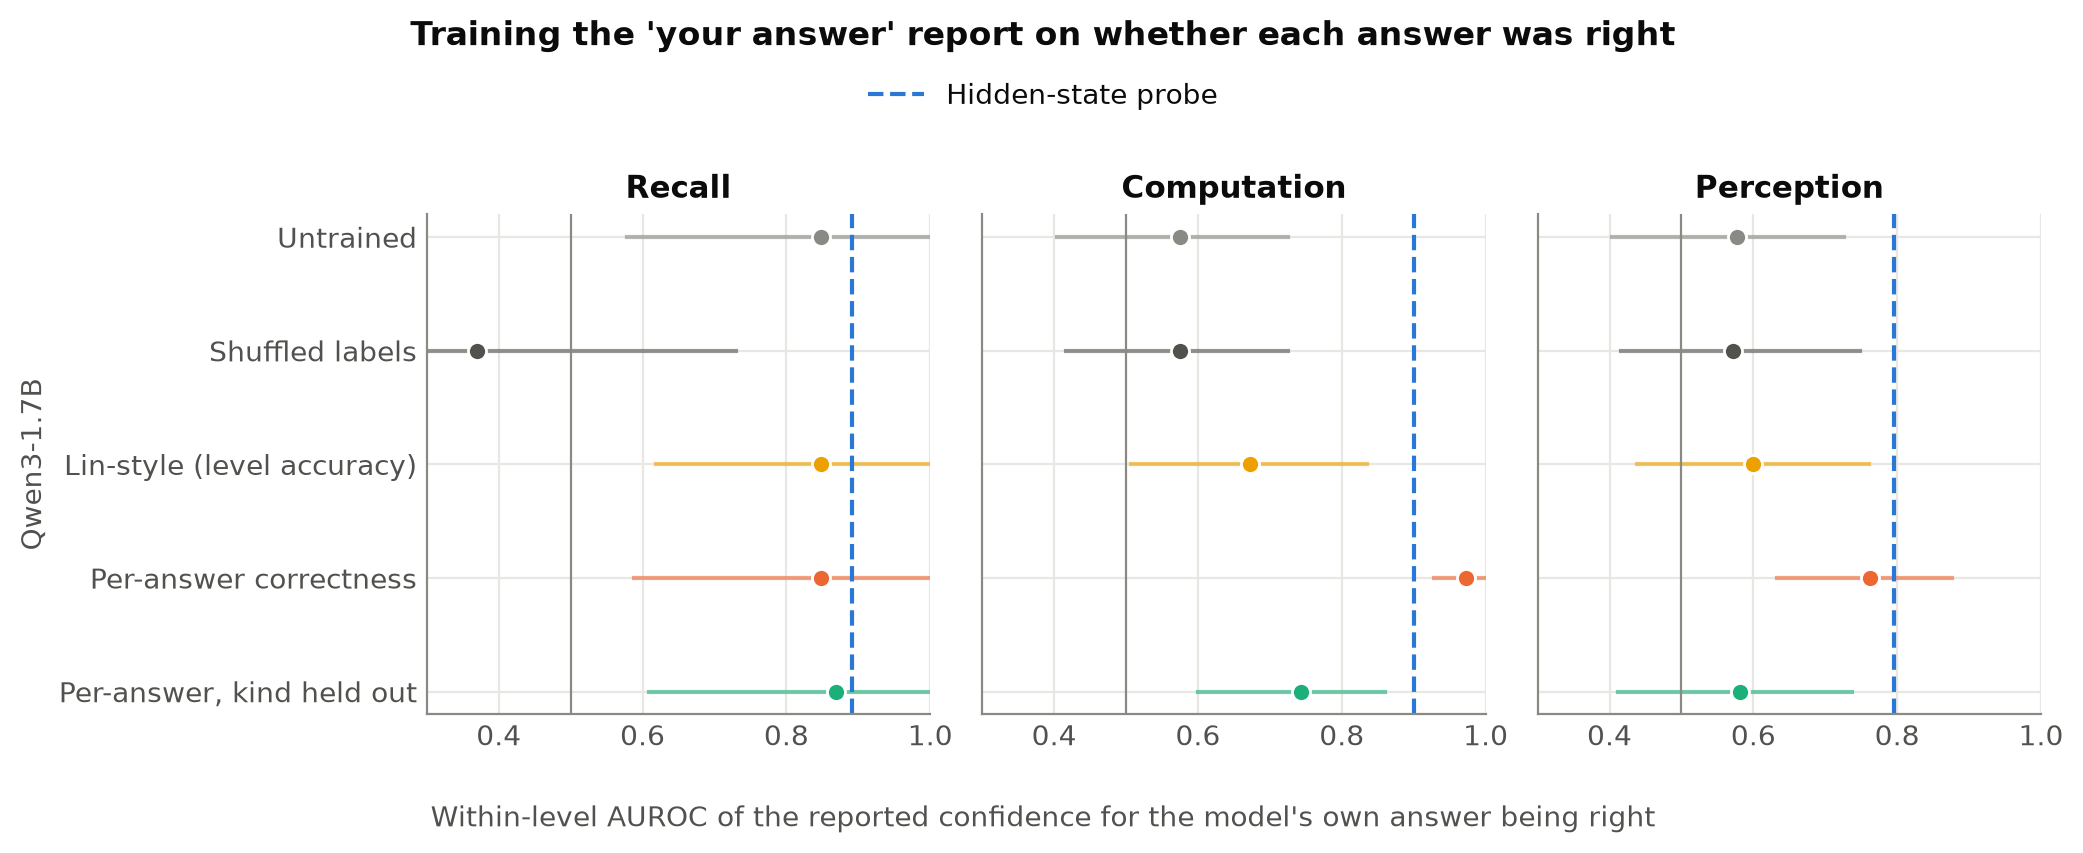 Training the 'your answer' report on whether each answer was right
Hidden-state probe
Recall
Computation
Perception
Qwen3-1.7B
Untrained
Shuffled labels
Lin-style (level accuracy)
Per-answer correctness
Per-answer, kind held out
0.4 0.6 0.8 1.0
0.4 0.6 0.8 1.0
0.4 0.6 0.8 1.0
Within-level AUROC of the reported confidence for the model's own answer being right